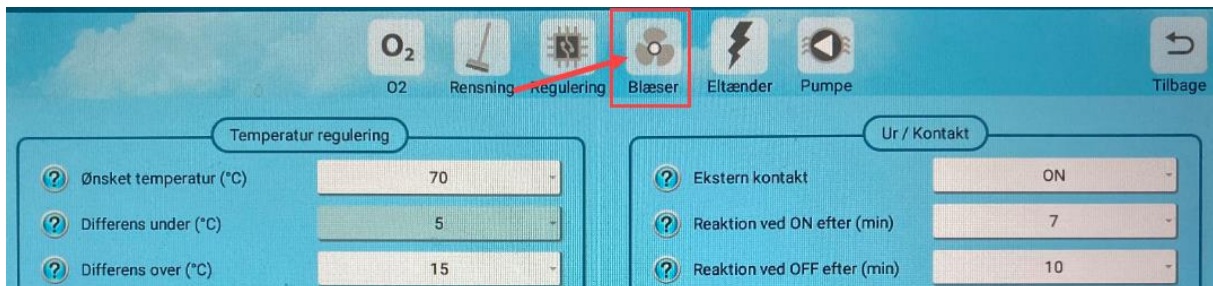 O2
O2 Rensning Regulering Blæser Eltænder Pumpe Tilbage
Temperatur regulering
Ønsket temperatur (°C) 70
Differens under (°C) 5
Differens over (°C) 15
Ur / Kontakt
Ekstern kontakt ON
Reaktion ved ON efter (min) 7
Reaktion ved OFF efter (min) 10